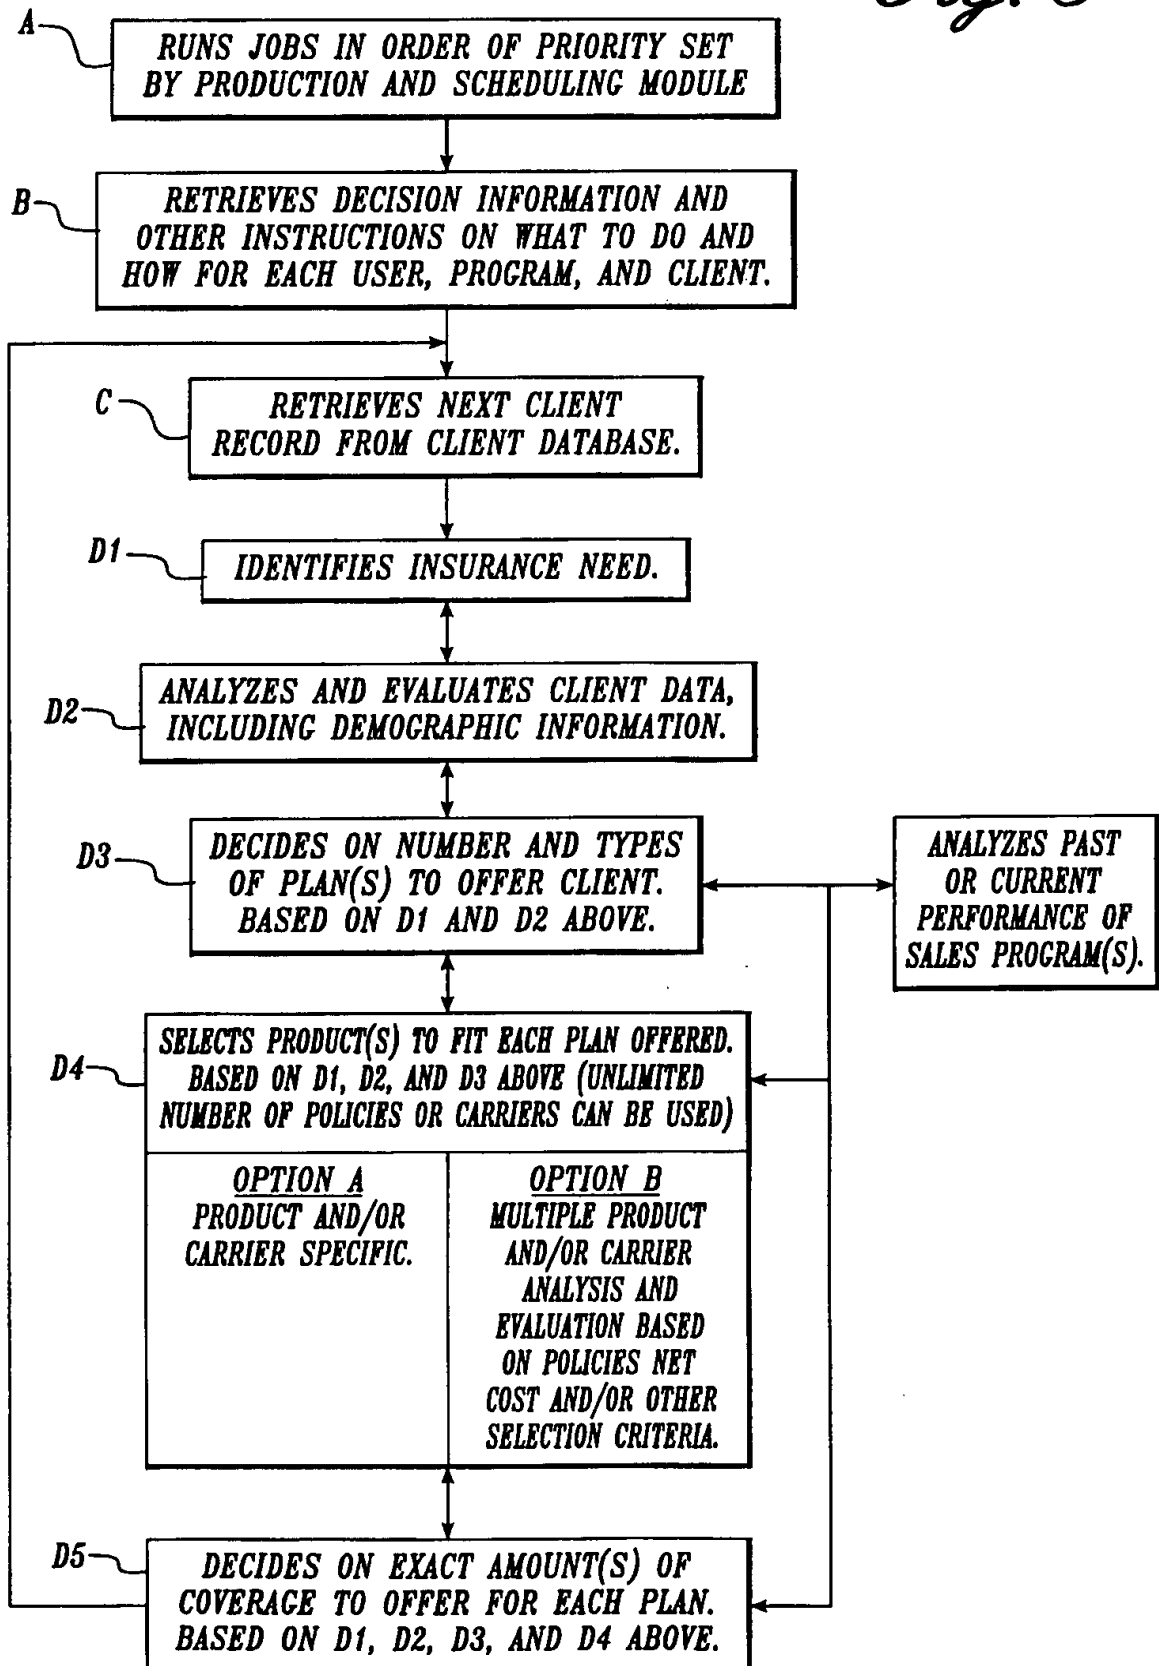 A
RUNS JOBS IN ORDER OF PRIORITY SET
BY PRODUCTION AND SCHEDULING MODULE
B
RETRIEVES DECISION INFORMATION AND
OTHER INSTRUCTIONS ON WHAT TO DO AND
HOW FOR EACH USER, PROGRAM, AND CLIENT.
C
RETRIEVES NEXT CLIENT
RECORD FROM CLIENT DATABASE.
D1
IDENTIFIES INSURANCE NEED.
D2
ANALYZES AND EVALUATES CLIENT DATA,
INCLUDING DEMOGRAPHIC INFORMATION.
D3
DECIDES ON NUMBER AND TYPES
OF PLAN(S) TO OFFER CLIENT.
BASED ON D1 AND D2 ABOVE.
ANALYZES PAST
OR CURRENT
PERFORMANCE OF
SALES PROGRAM(S).
D4
SELECTS PRODUCT(S) TO FIT EACH PLAN OFFERED.
BASED ON D1, D2, AND D3 ABOVE (UNLIMITED
NUMBER OF POLICIES OR CARRIERS CAN BE USED)
OPTION A
PRODUCT AND/OR
CARRIER SPECIFIC.
OPTION B
MULTIPLE PRODUCT
AND/OR CARRIER
ANALYSIS AND
EVALUATION BASED
ON POLICIES NET
COST AND/OR OTHER
SELECTION CRITERIA.
D5
DECIDES ON EXACT AMOUNT(S) OF
COVERAGE TO OFFER FOR EACH PLAN.
BASED ON D1, D2, D3, AND D4 ABOVE.